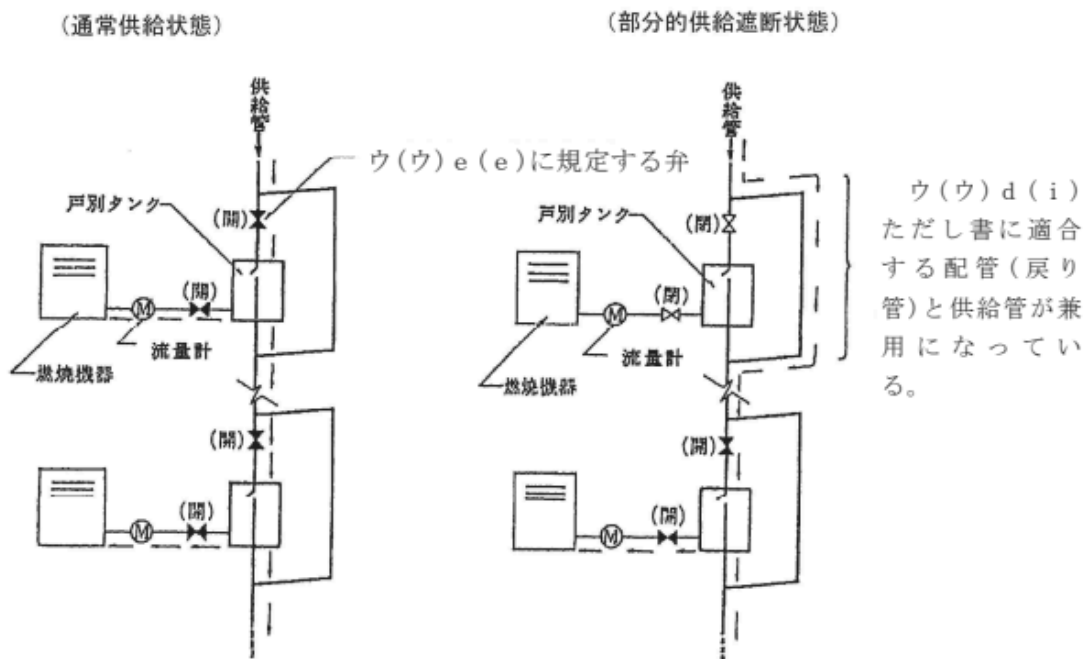 (通常供給状態)
(部分的供給遮断状態)
供給管
供給管
ウ(ウ)e(e)に規定する弁
戸別タンク
(開)
(開)
M
流量計
燃焼機器
(開)
(開)
M
戸別タンク
(閉)
(閉)
M
流量計
燃焼機器
(開)
(開)
M
ウ(ウ)d(i)
ただし書に適合
する配管(戻り
管)と供給管が兼
用になってい
る。